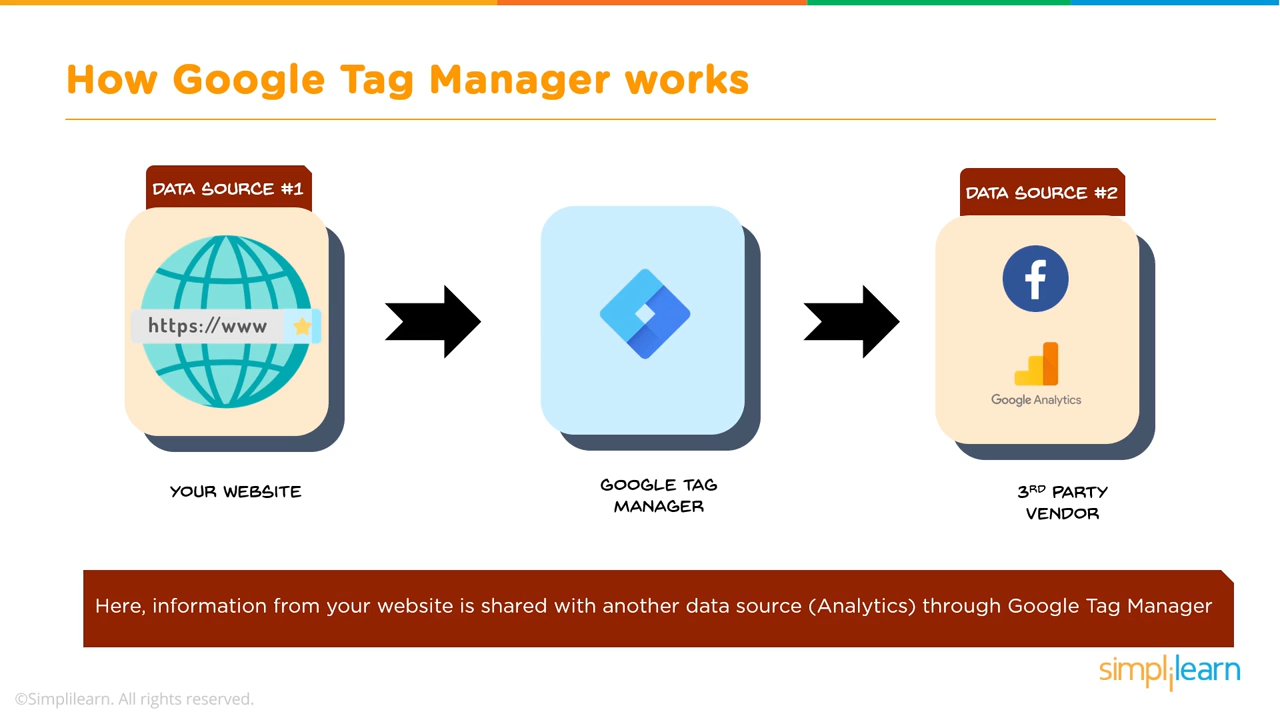 How Google Tag Manager works
DATA SOURCE #1
DATA SOURCE #2
https://www
Google Analytics
YOUR WEBSITE
GOOGLE TAG
MANAGER
3RD PARTY
VENDOR
Here, information from your website is shared with another data source (Analytics) through Google Tag Manager
simplilearn
©Simplilearn. All rights reserved.